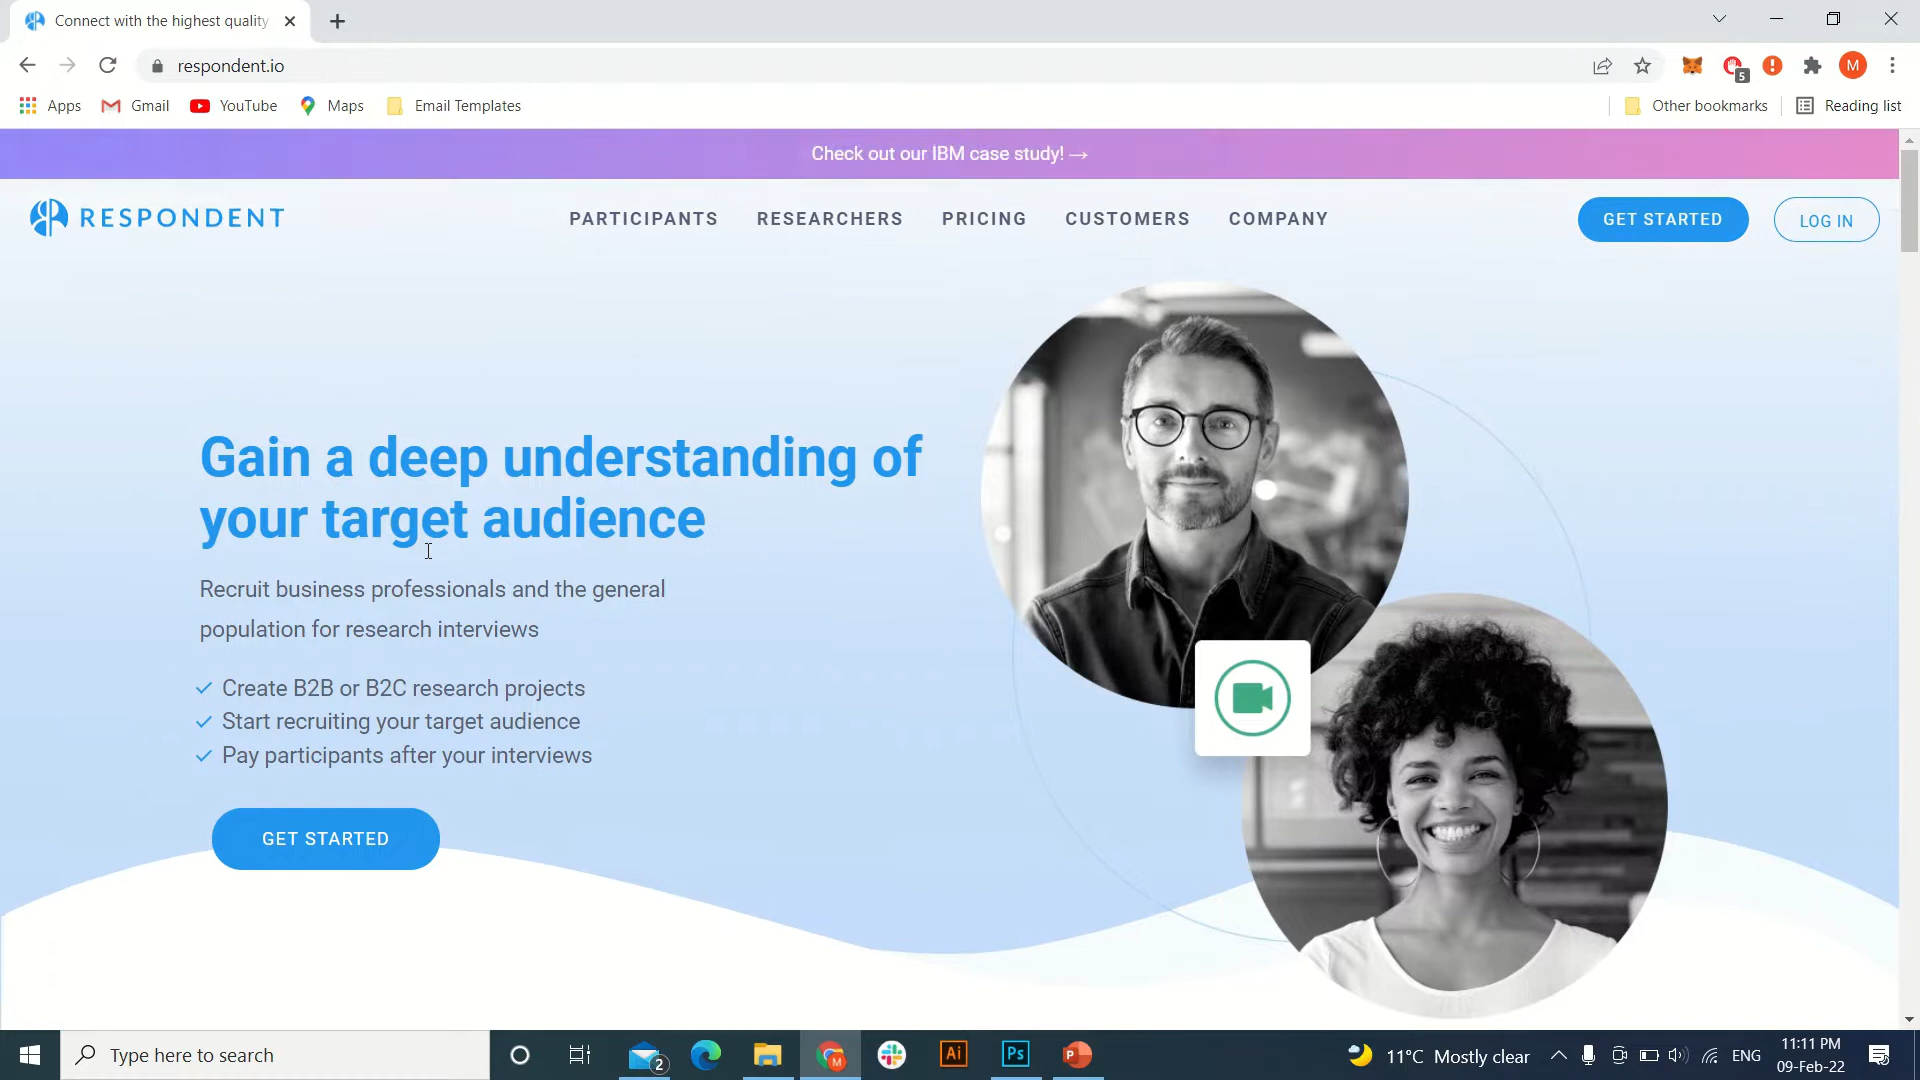 Connect with the highest quality
respondent.io
5
M
Apps
Gmail
YouTube
Maps
Email Templates
Other bookmarks
Reading list
Check out our IBM case study! →
RESPONDENT
PARTICIPANTS
RESEARCHERS
PRICING
CUSTOMERS
COMPANY
GET STARTED
LOG IN
Gain a deep understanding of
your target audience
Recruit business professionals and the general
population for research interviews
Create B2B or B2C research projects
Start recruiting your target audience
Pay participants after your interviews
GET STARTED
Type here to search
2
M
Ai
Ps
P
11°C Mostly clear
ENG
11:11 PM
09-Feb-22